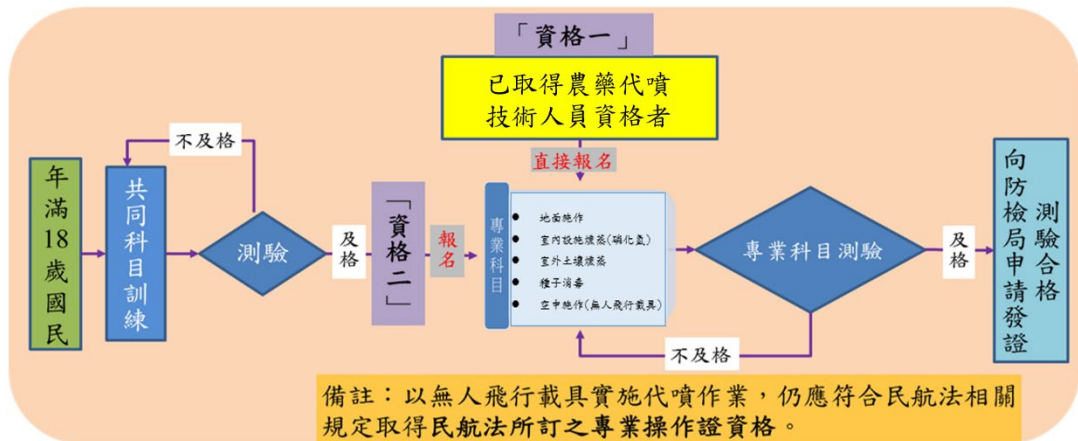 「資格一」
已取得農藥代噴
技術人員資格者
直接報名
年滿18歲國民
共同科目訓練
不及格
測驗
及格
「資格二」
報名
專業科目
● 地面施作
● 室內設施燻蒸(磷化氫)
● 室外土壤燻蒸
● 種子消毒
● 空中施作(無人飛行載具)
專業科目測驗
不及格
及格
測驗合格
向防檢局申請發證
備註：以無人飛行載具實施代噴作業，仍應符合民航法相關
規定取得民航法所訂之專業操作證資格。